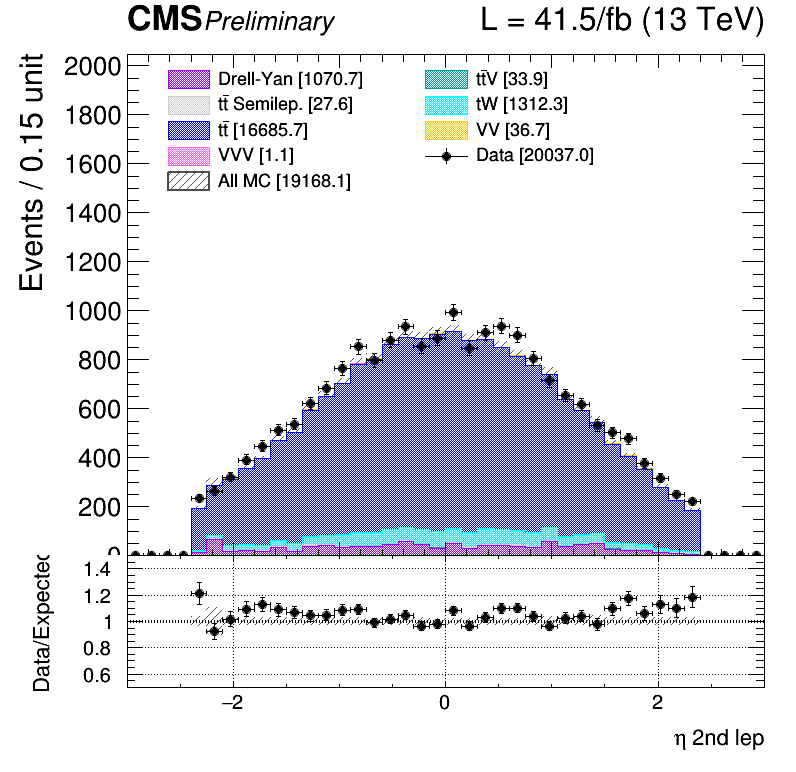 CMS Preliminary L = 41.5/fb (13 TeV)
Events / 0.15 unit
2000
1800
1600
1400
1200
1000
800
600
400
200
0
Drell-Yan [1070.7]
tt̄ Semilep. [27.6]
tt̄ [16685.7]
VVV [1.1]
All MC [19168.1]
tt̄V [33.9]
tW [1312.3]
VV [36.7]
Data [20037.0]
Data/Expected
1.4
1.2
1
0.8
0.6
−2 0 2
η 2nd lep